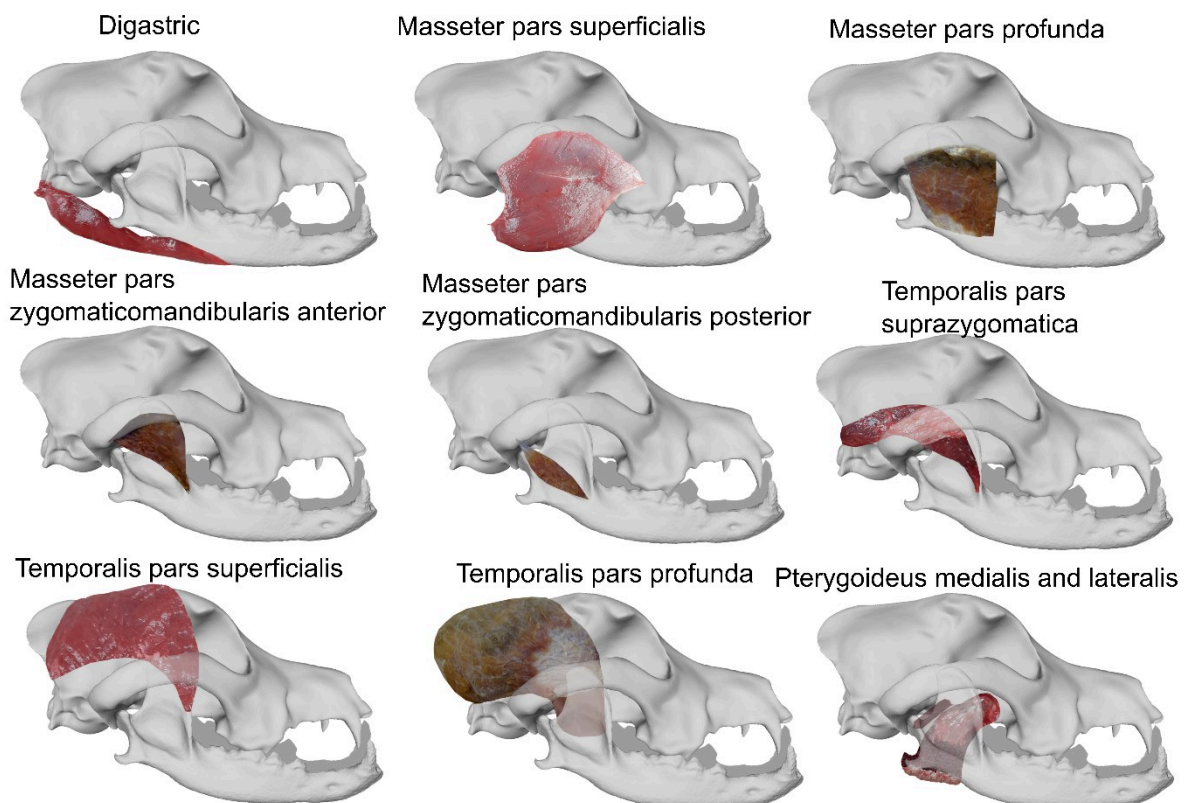 Digastric
Masseter pars superficialis
Masseter pars profunda
Masseter pars
zygomaticomandibularis anterior
Masseter pars
zygomaticomandibularis posterior
Temporalis pars
suprazygomatica
Temporalis pars superficialis
Temporalis pars profunda
Pterygoideus medialis and lateralis